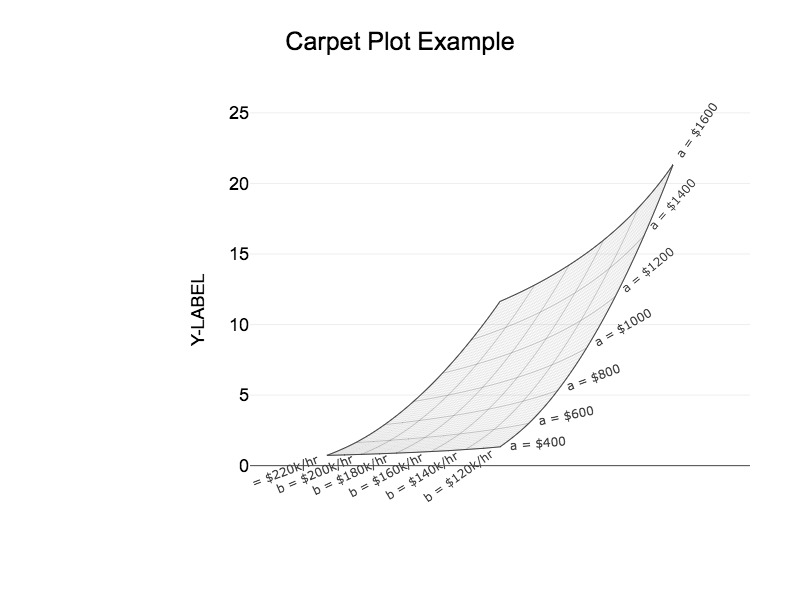 Carpet Plot Example
25
20
15
10
5
0
Y-LABEL
a = $1600
a = $1400
a = $1200
a = $1000
a = $800
a = $600
a = $400
= $220k/hr
b = $200k/hr
b = $180k/hr
b = $160k/hr
b = $140k/hr
b = $120k/hr